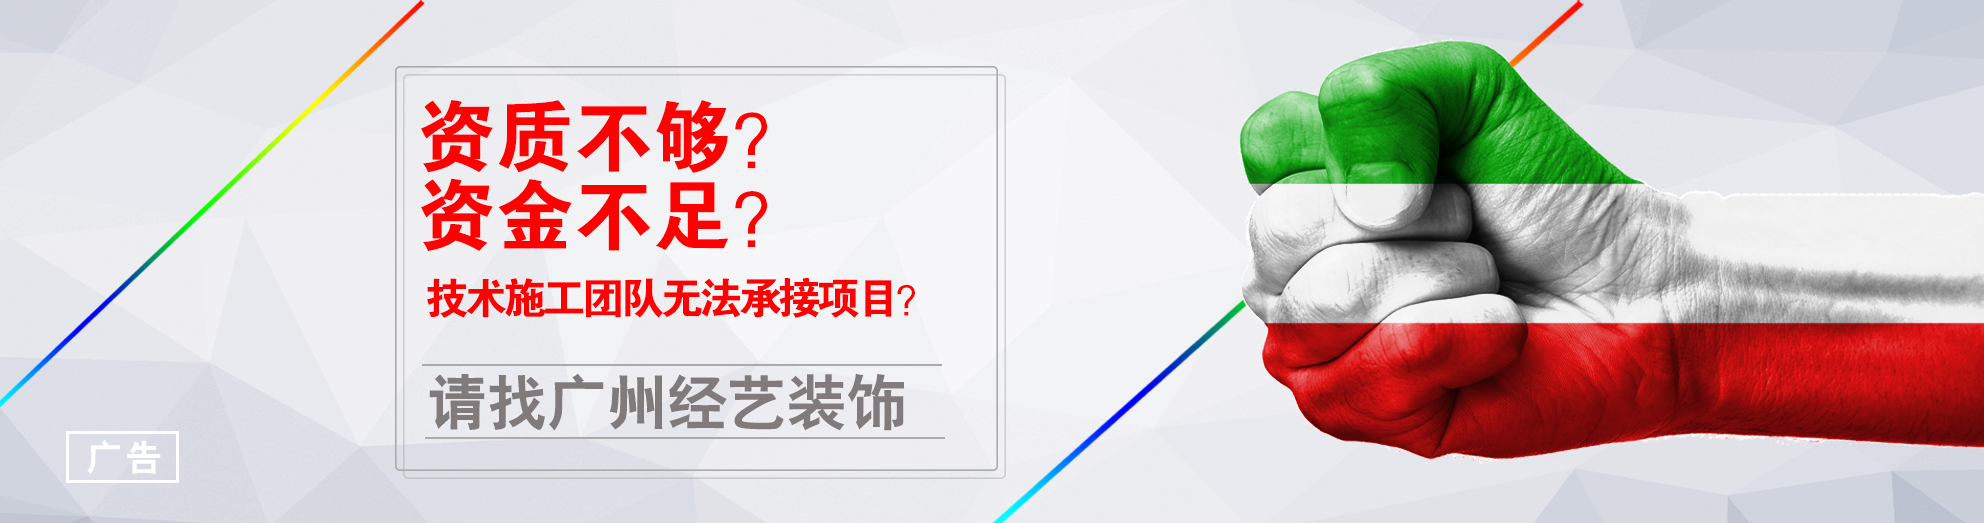 资质不够?
资金不足?
技术施工团队无法承接项目?
请找广州经艺装饰
广告